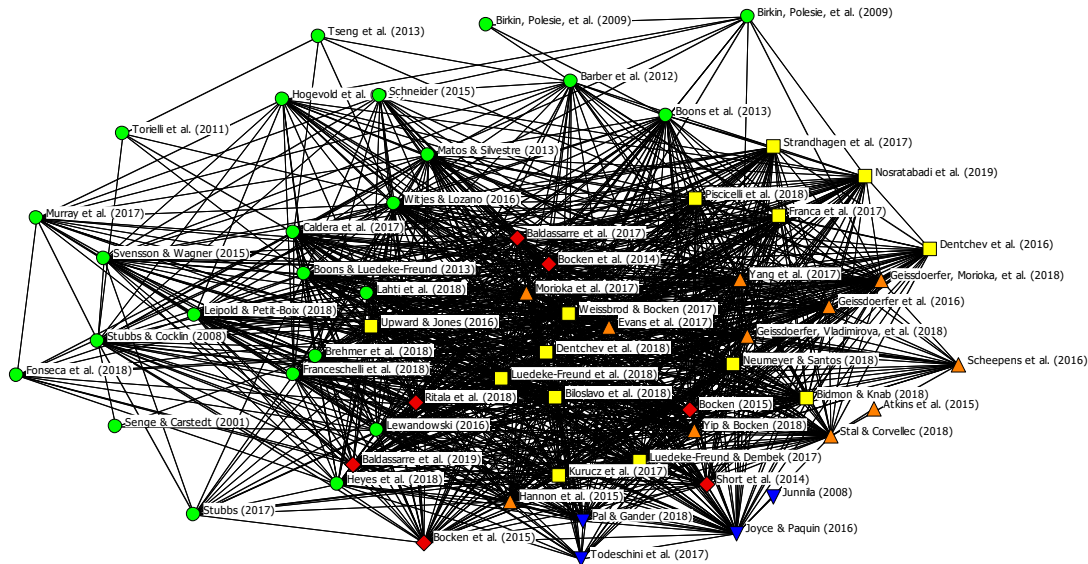 Birkin, Polesie, et al. (2009)
Birkin, Polesie, et al. (2009)
Tseng et al. (2013)
Barber et al. (2012)
Hogevold et al.
Schneider (2015)
Boons et al. (2013)
Torielli et al. (2011)
Strandhagen et al. (2017)
Matos & Silvestre (2013)
Nosratabadi et al. (2019)
Piscicelli et al. (2018)
Witjes & Lozano (2016)
Murray et al. (2017)
Franca et al. (2017)
Caldera et al. (2017)
Baldassarre et al. (2017)
Dentchev et al. (2016)
Svensson & Wagner (2015)
Bocken et al. (2014)
Boons & Luedeke-Freund (2013)
Yang et al. (2017)
Geissdoerfer, Morioka, et al. (2018)
Lahti et al. (2018)
Morioka et al. (2017)
Geissdoerfer et al. (2016)
Leipold & Petit-Boix (2018)
Weissbrod & Bocken (2017)
Upward & Jones (2016)
Evans et al. (2017)
Geissdoerfer, Vladimirova, et al. (2018)
Stubbs & Cocklin (2008)
Brehmer et al. (2018)
Dentchev et al. (2018)
Neumeyer & Santos (2018)
Scheepens et al. (2016)
Fonseca et al. (2018)
Franceschelli et al. (2018)
Luedeke-Freund et al. (2018)
Ritala et al. (2018)
Biloslavo et al. (2018)
Bidmon & Knab (2018)
Bocken (2015)
Atkins et al. (2015)
Senge & Carstedt (2001)
Lewandowski (2016)
Yip & Bocken (2018)
Stal & Corvellec (2018)
Baldassarre et al. (2019)
Luedeke-Freund & Dembek (2017)
Kurucz et al. (2017)
Heyes et al. (2018)
Short et al. (2014)
Hannon et al. (2015)
Junnila (2008)
Stubbs (2017)
Pal & Gander (2018)
Joyce & Paquin (2016)
Bocken et al. (2015)
Todeschini et al. (2017)